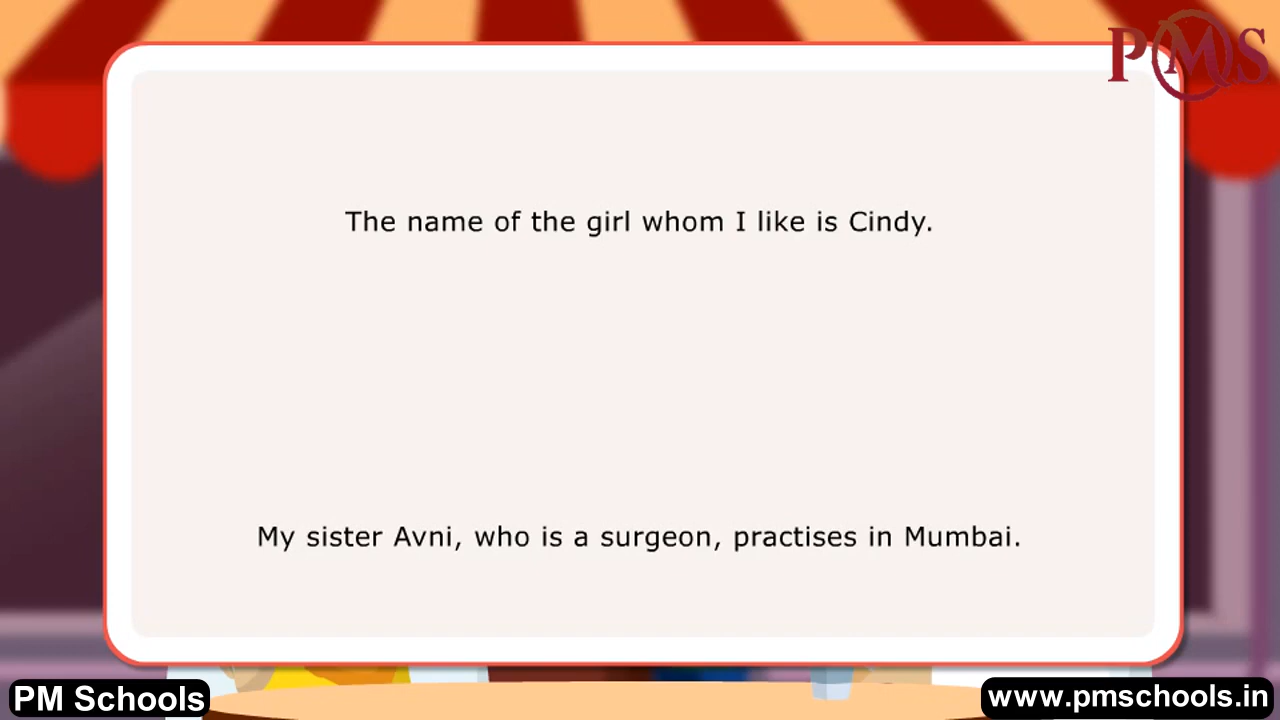 PMS
The name of the girl whom I like is Cindy.
My sister Avni, who is a surgeon, practises in Mumbai.
PM Schools
www.pmschools.in